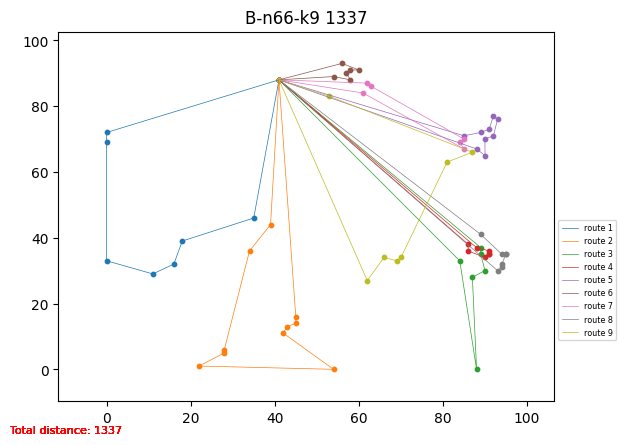 B-n66-k9 1337
100
80
60
40
20
0
0 20 40 60 80 100
route 1
route 2
route 3
route 4
route 5
route 6
route 7
route 8
route 9
Total distance: 1337